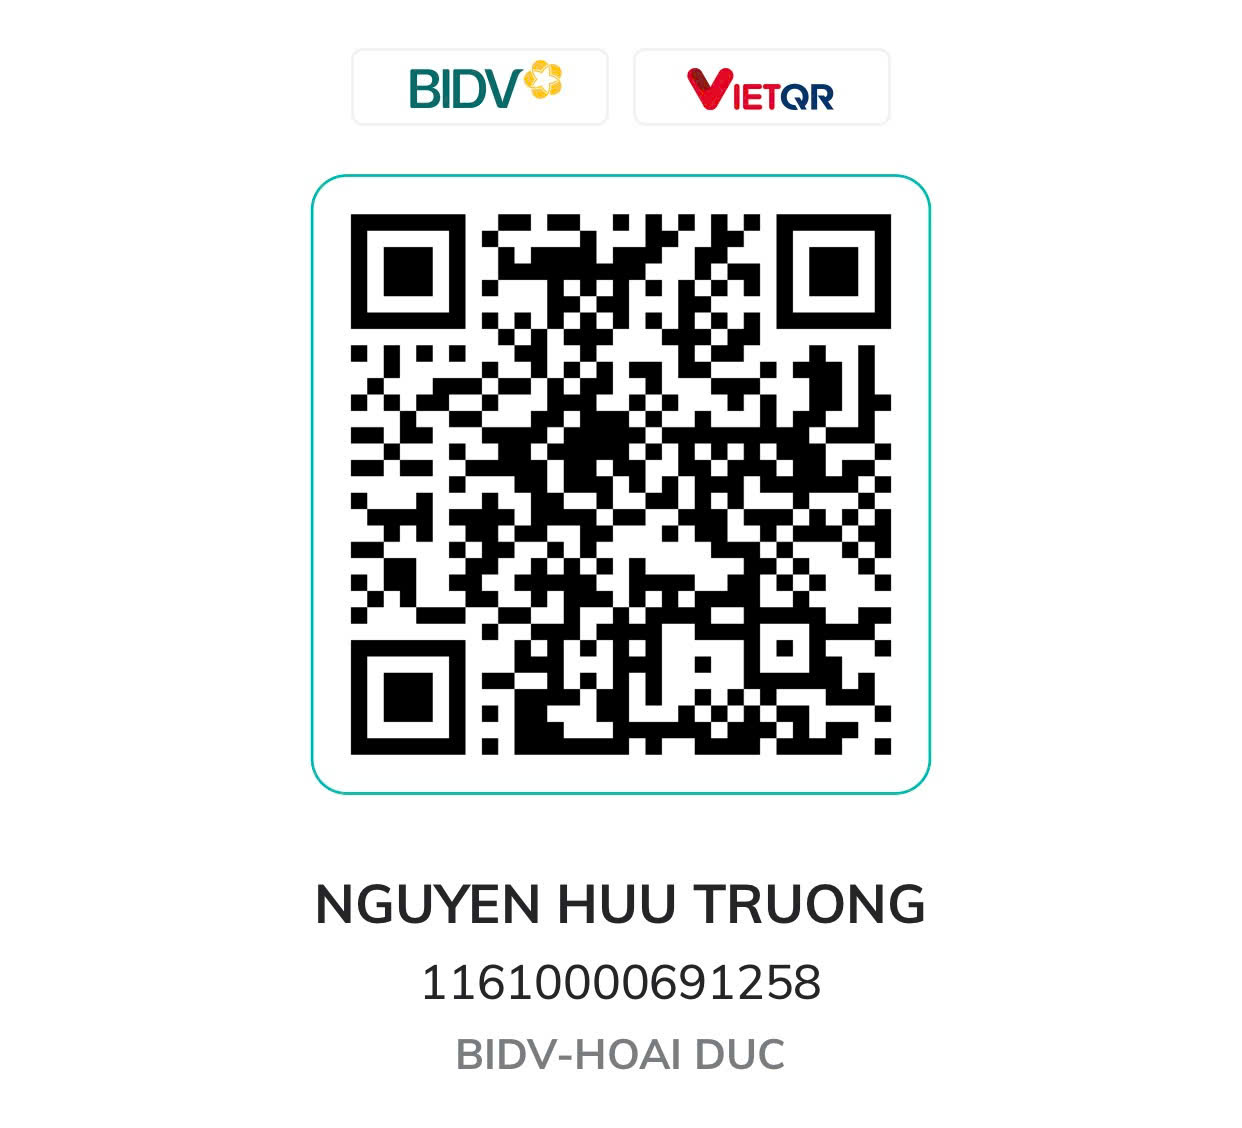 BIDV
VIETQR
NGUYEN HUU TRUONG
11610000691258
BIDV-HOAI DUC